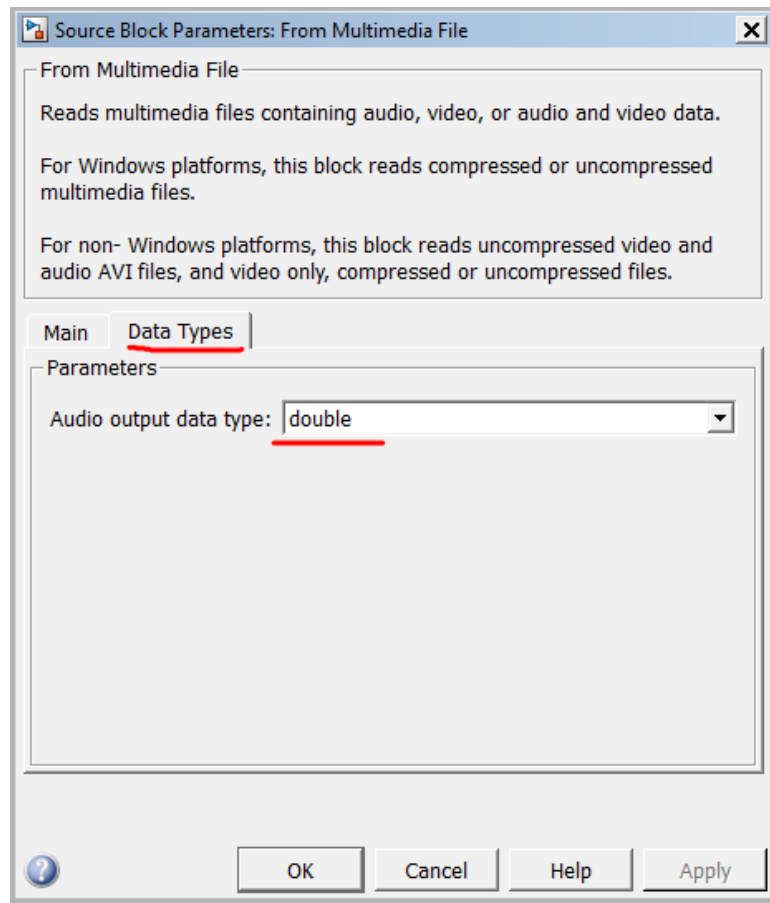 Source Block Parameters: From Multimedia File
From Multimedia File
Reads multimedia files containing audio, video, or audio and video data.
For Windows platforms, this block reads compressed or uncompressed
multimedia files.
For non- Windows platforms, this block reads uncompressed video and
audio AVI files, and video only, compressed or uncompressed files.
Main Data Types
Parameters
Audio output data type: double
OK Cancel Help Apply